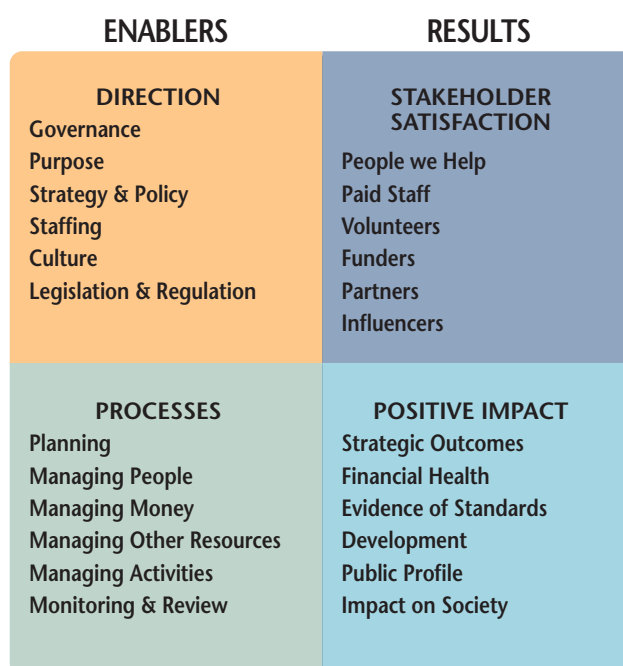 ENABLERS
RESULTS
DIRECTION
Governance
Purpose
Strategy & Policy
Staffing
Culture
Legislation & Regulation
STAKEHOLDER
SATISFACTION
People we Help
Paid Staff
Volunteers
Funders
Partners
Influencers
PROCESSES
Planning
Managing People
Managing Money
Managing Other Resources
Managing Activities
Monitoring & Review
POSITIVE IMPACT
Strategic Outcomes
Financial Health
Evidence of Standards
Development
Public Profile
Impact on Society